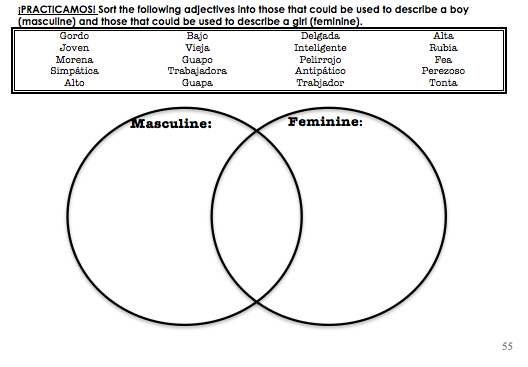 ¡PRACTICAMOS! Sort the following adjectives into those that could be used to describe a boy
(masculine) and those that could be used to describe a girl (feminine).
Gordo Bajo Delgada Alta
Joven Vieja Inteligente Rubia
Morena Guapo Pelirrojo Fea
Simpática Trabajadora Antipático Perezoso
Alto Guapa Trabjador Tonta
Masculine: Feminine:
55